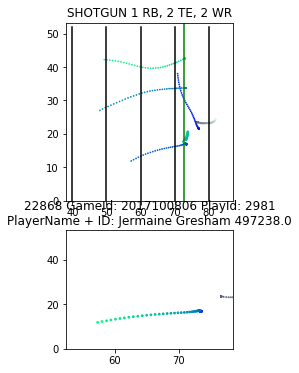 SHOTGUN 1 RB, 2 TE, 2 WR
50
40
30
20
10
0
40 50 60 70 80
22868 GameId: 2017100806 PlayId: 2981
PlayerName + ID: Jermaine Gresham 497238.0
40
20
0
60 70